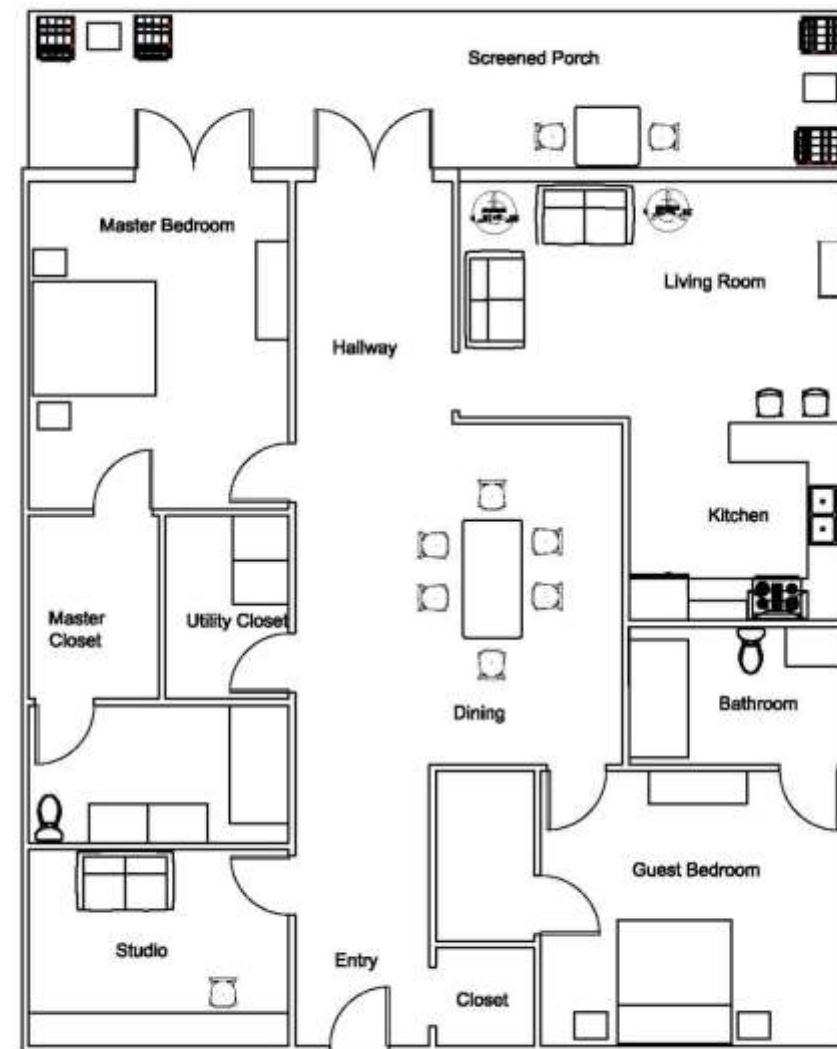 Screened Porch
Master Bedroom
Living Room
Hallway
Kitchen
Master
Closet
Utility Closet
Bathroom
Dining
Guest Bedroom
Studio
Entry
Closet